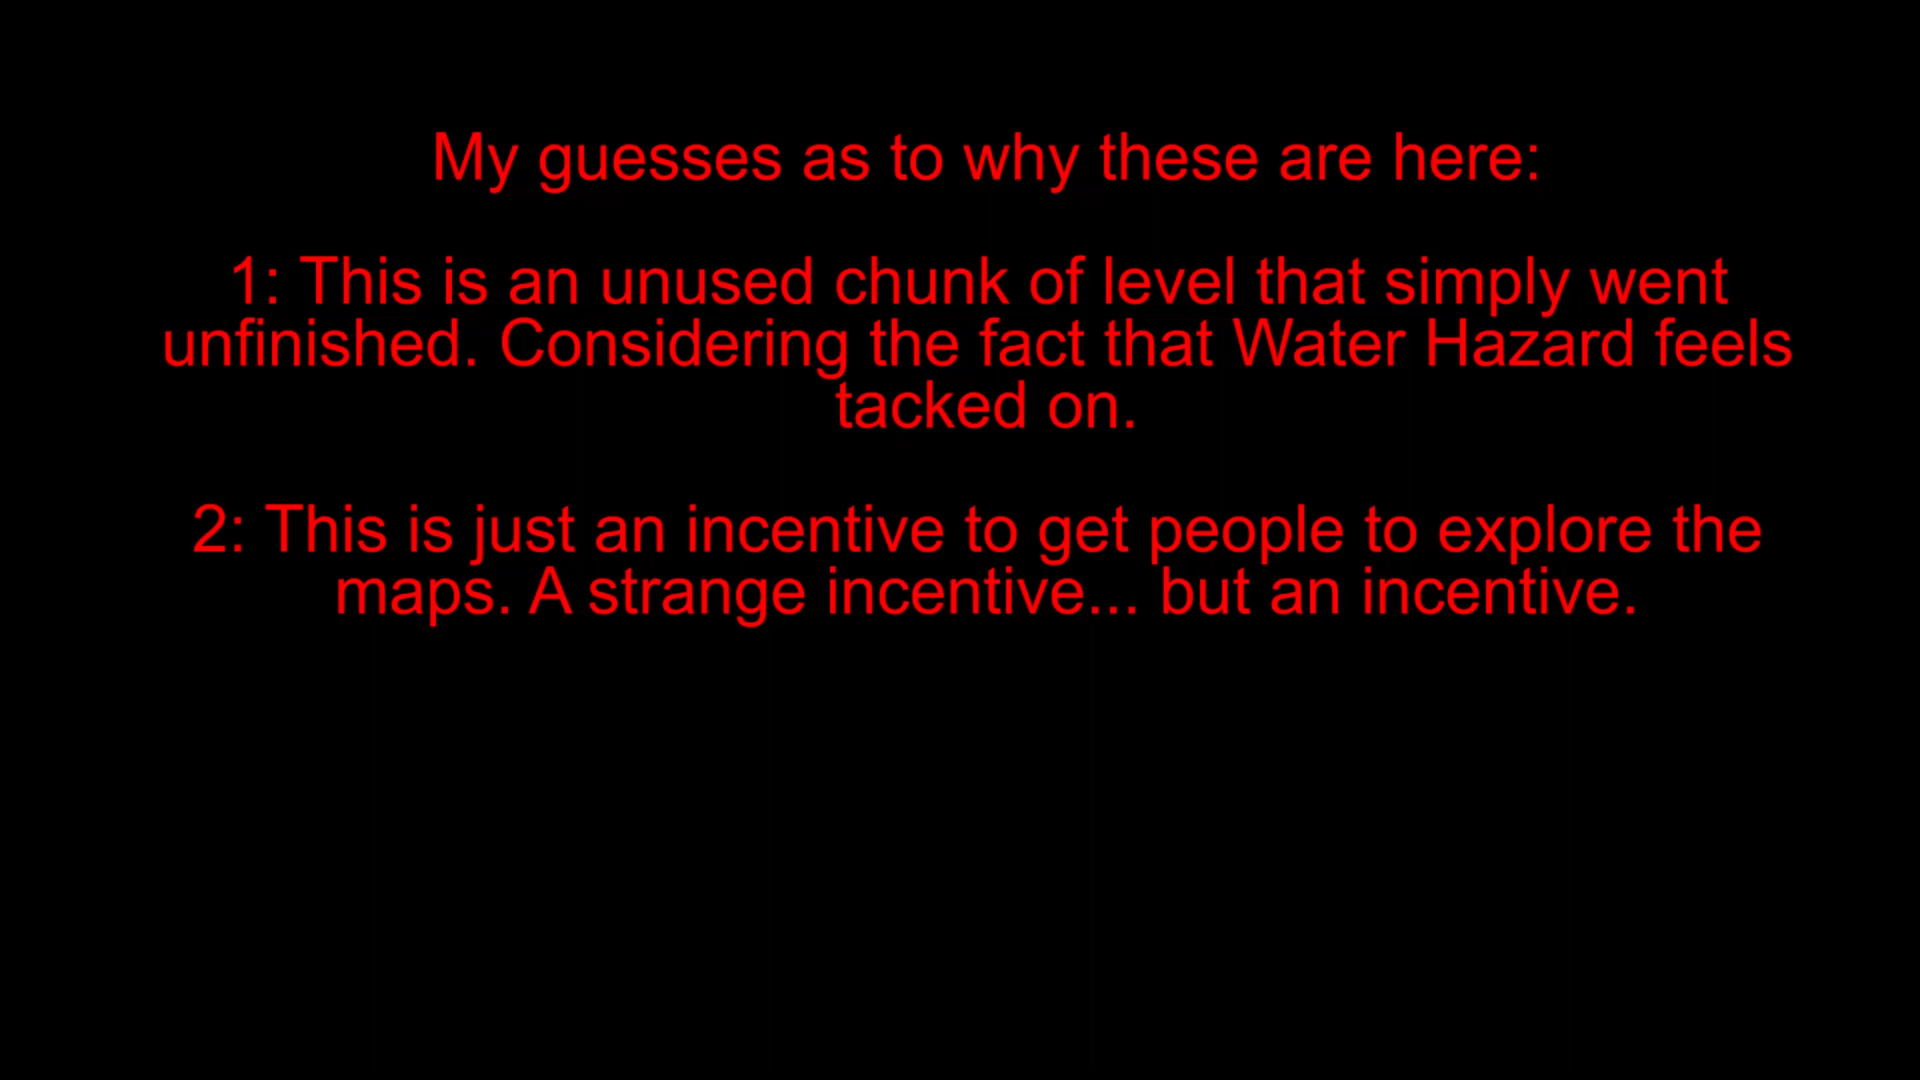 My guesses as to why these are here:
1: This is an unused chunk of level that simply went
unfinished. Considering the fact that Water Hazard feels
tacked on.
2: This is just an incentive to get people to explore the
maps. A strange incentive... but an incentive.